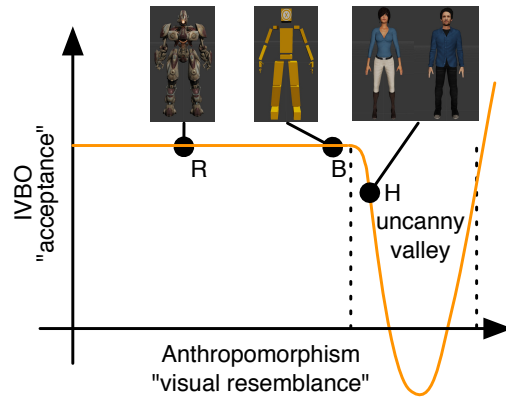 R
B
H
uncanny
valley
IVBO
"acceptance"
Anthropomorphism
"visual resemblance"